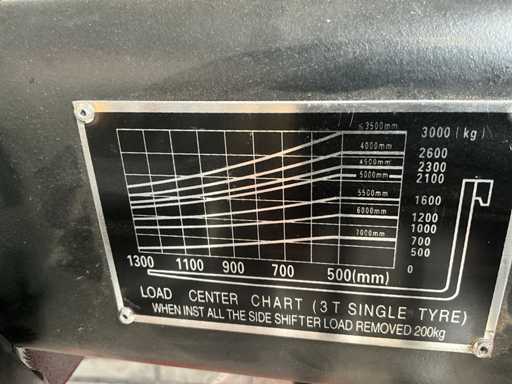 ≤3500mm 3000 (kg)
4000mm 2600
4500mm 2300
5000mm 2100
5500mm 1600
6000mm 1200
1000
7000mm 700
500
0
1300 1100 900 700 500(mm)
LOAD CENTER CHART (3T SINGLE TYRE)
WHEN INST ALL THE SIDE SHIFTER LOAD REMOVED 200kg